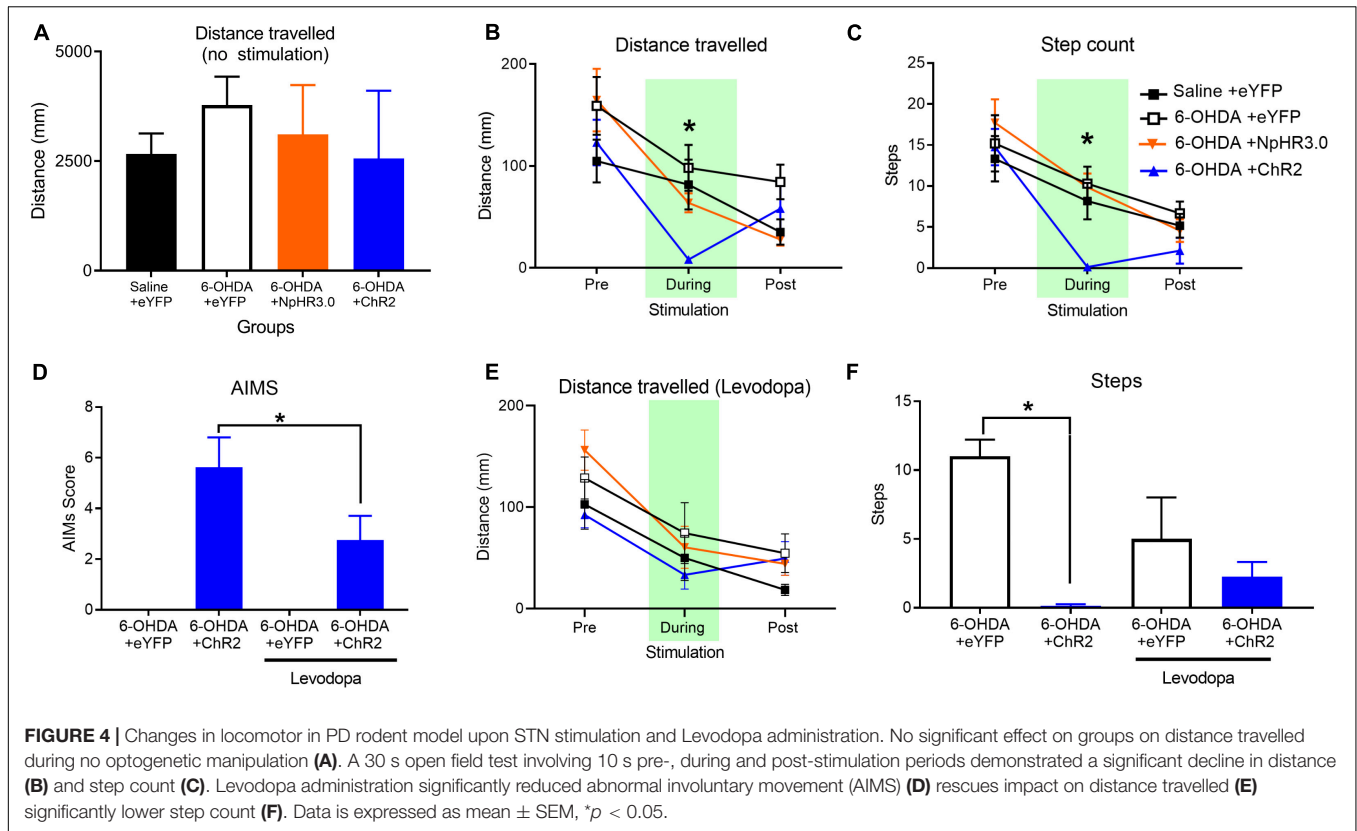 A
Distance travelled
(no stimulation)
5000
2500
0
Distance (mm)
Saline +eYFP
6-OHDA +eYFP
6-OHDA +NpHR3.0
6-OHDA +ChR2
Groups
B
Distance travelled
200
100
0
Distance (mm)
*
Pre During Post
Stimulation
C
Step count
25
20
15
10
5
0
Steps
*
Pre During Post
Stimulation
Saline +eYFP
6-OHDA +eYFP
6-OHDA +NpHR3.0
6-OHDA +ChR2
D
AIMS
8
6
4
2
0
AIMs Score
*
6-OHDA +eYFP
6-OHDA +ChR2
6-OHDA +eYFP
6-OHDA +ChR2
Levodopa
E
Distance travelled (Levodopa)
200
100
0
Distance (mm)
Pre During Post
Stimulation
F
Steps
15
10
5
0
Steps
*
6-OHDA +eYFP
6-OHDA +ChR2
6-OHDA +eYFP
6-OHDA +ChR2
Levodopa
FIGURE 4 | Changes in locomotor in PD rodent model upon STN stimulation and Levodopa administration. No significant effect on groups on distance travelled
during no optogenetic manipulation (A). A 30 s open field test involving 10 s pre-, during and post-stimulation periods demonstrated a significant decline in distance
(B) and step count (C). Levodopa administration significantly reduced abnormal involuntary movement (AIMS) (D) rescues impact on distance travelled (E)
significantly lower step count (F). Data is expressed as mean ± SEM, *p < 0.05.